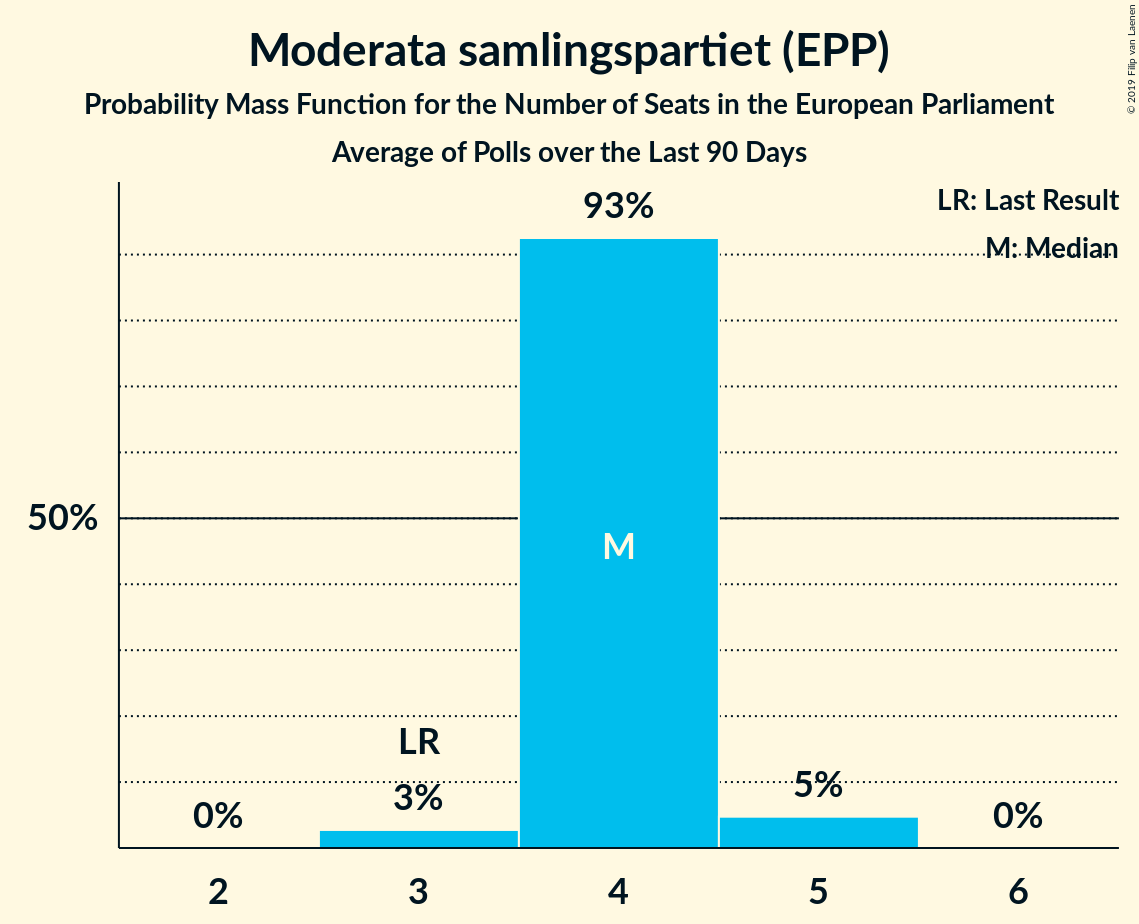 Moderata samlingspartiet (EPP)
Probability Mass Function for the Number of Seats in the European Parliament
Average of Polls over the Last 90 Days
© 2019 Filip van Laenen
LR: Last Result
M: Median
93%
50%
M
LR
0%
3%
5%
0%
2 3 4 5 6